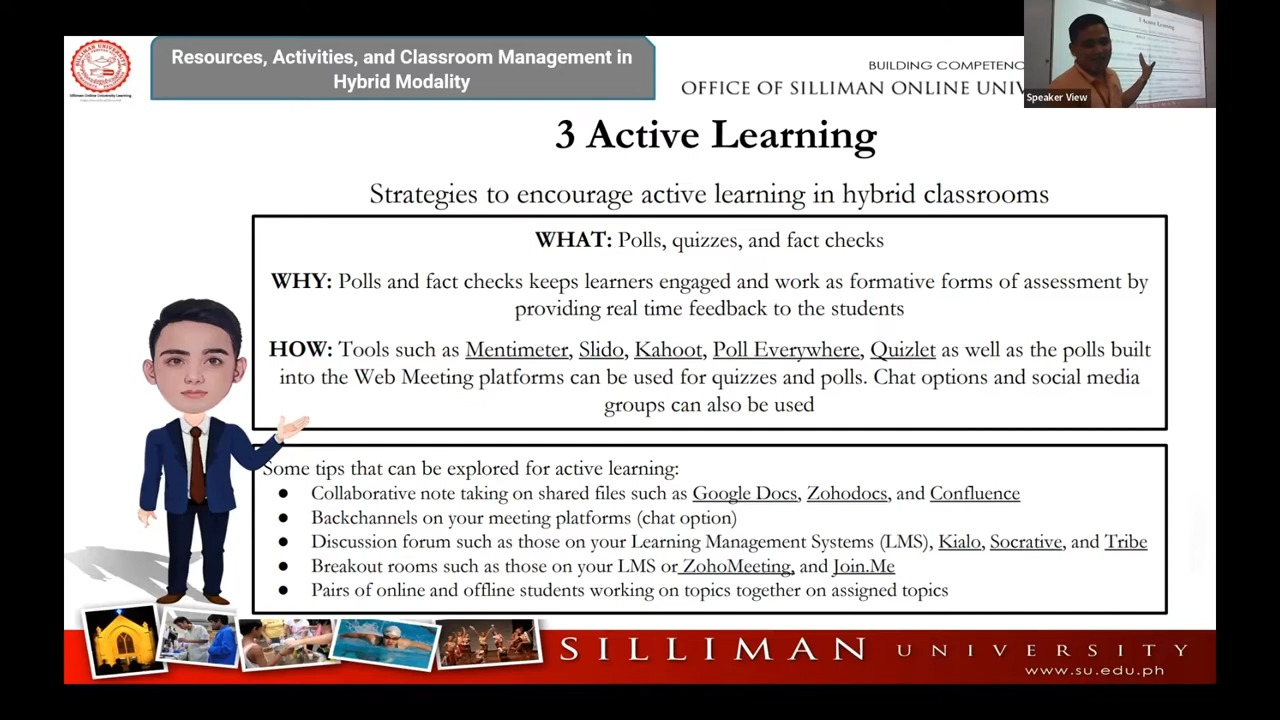 Resources, Activities, and Classroom Management in
Hybrid Modality
BUILDING COMPETENC
OFFICE OF SILLIMAN ONLINE UNIV
3 Active Learning
Speaker View
SILLIMAN UNIVERSITY
Silliman Online University Learning
3 Active Learning
Strategies to encourage active learning in hybrid classrooms
WHAT: Polls, quizzes, and fact checks
WHY: Polls and fact checks keeps learners engaged and work as formative forms of assessment by
providing real time feedback to the students
HOW: Tools such as Mentimeter, Slido, Kahoot, Poll Everywhere, Quizlet as well as the polls built
into the Web Meeting platforms can be used for quizzes and polls. Chat options and social media
groups can also be used
Some tips that can be explored for active learning:
● Collaborative note taking on shared files such as Google Docs, Zohodocs, and Confluence
● Backchannels on your meeting platforms (chat option)
● Discussion forum such as those on your Learning Management Systems (LMS), Kialo, Socrative, and Tribe
● Breakout rooms such as those on your LMS or ZohoMeeting, and Join.Me
● Pairs of online and offline students working on topics together on assigned topics
SILLIMAN UNIVERSITY
www.su.edu.ph